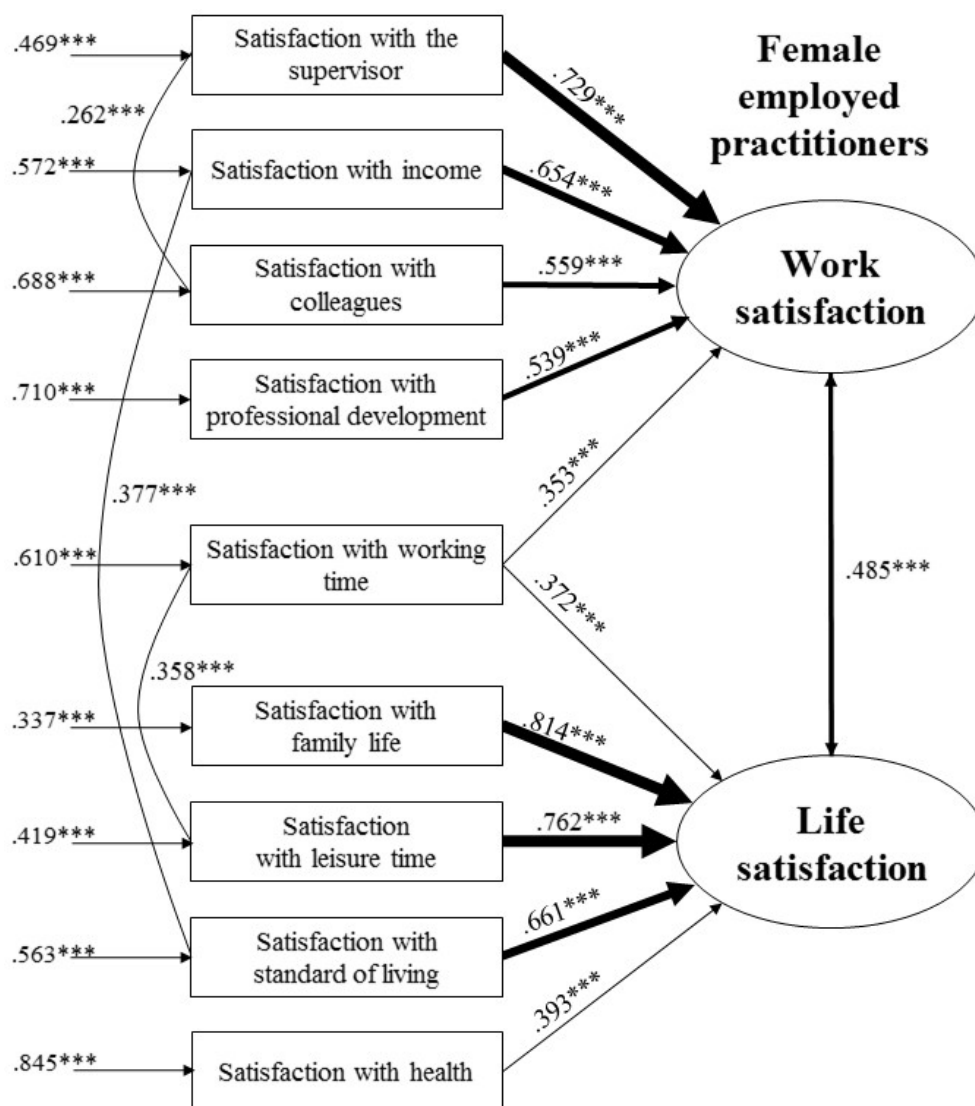 .469***
Satisfaction with the
supervisor
.729***
Female
employed
practitioners
.262***
.572***
Satisfaction with income
.654***
.688***
Satisfaction with
colleagues
.559***
Work
satisfaction
.710***
Satisfaction with
professional development
.539***
.377***
.353***
.610***
Satisfaction with working
time
.372***
.485***
.358***
.337***
Satisfaction with
family life
.814***
.419***
Satisfaction
with leisure time
.762***
Life
satisfaction
.563***
Satisfaction with
standard of living
.661***
.845***
Satisfaction with health
.393***